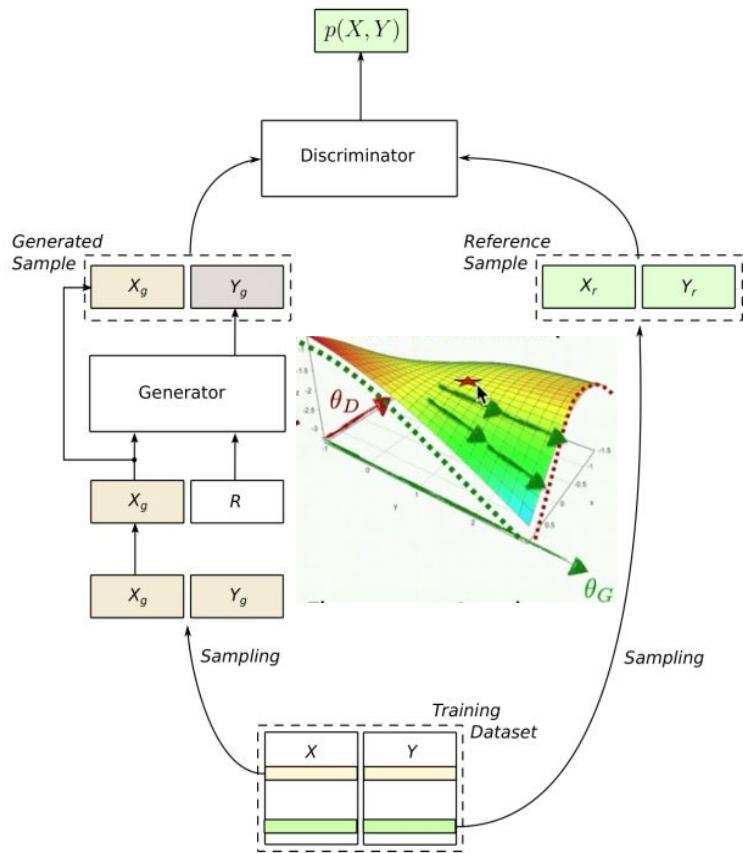 p(X, Y)
Discriminator
Generated
Sample
Reference
Sample
X_g
Y_g
X_r
Y_r
Generator
θ_D
θ_G
X_g
R
X_g
Y_g
Sampling
Sampling
Training
Dataset
X
Y